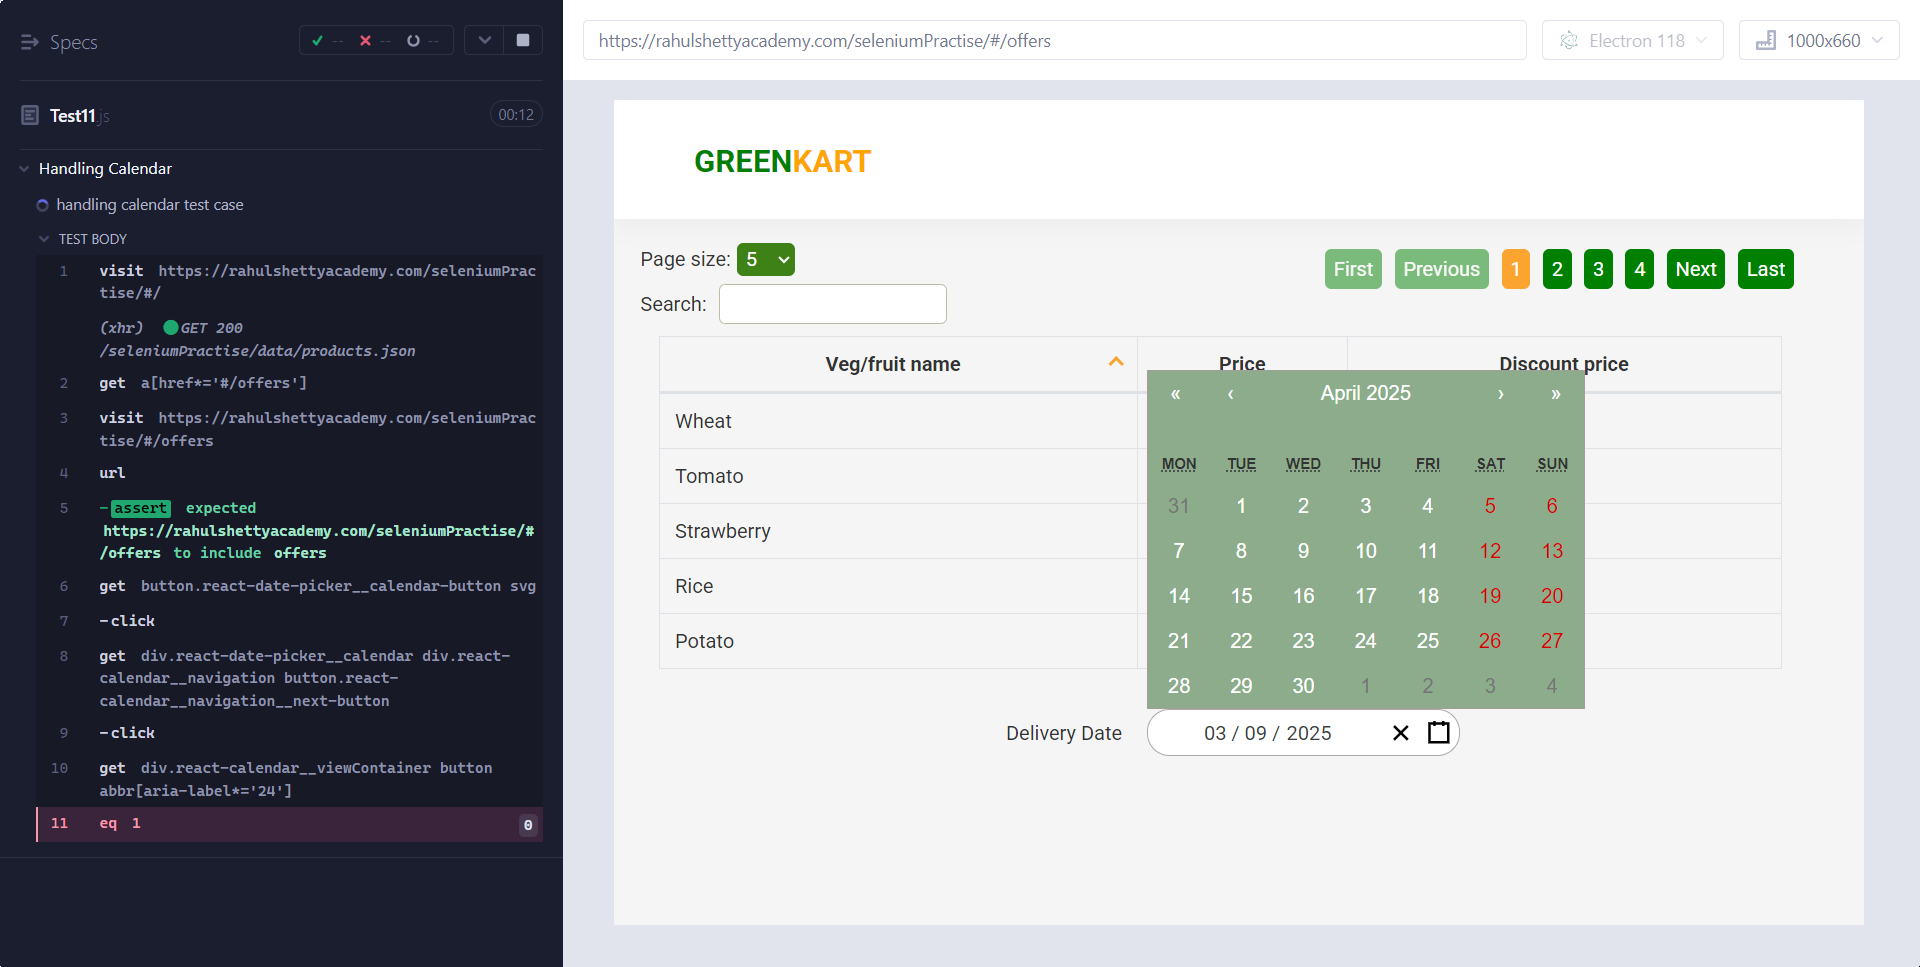 Specs
-- -- --
Test11.js
00:12
Handling Calendar
handling calendar test case
TEST BODY
1 visit https://rahulshettyacademy.com/seleniumPrac
tise/#/
(xhr) GET 200
/seleniumPractise/data/products.json
2 get a[href*='#/offers']
3 visit https://rahulshettyacademy.com/seleniumPrac
tise/#/offers
4 url
5 -assert expected
https://rahulshettyacademy.com/seleniumPractise/#
/offers to include offers
6 get button.react-date-picker__calendar-button svg
7 -click
8 get div.react-date-picker__calendar div.react-
calendar__navigation button.react-
calendar__navigation__next-button
9 -click
10 get div.react-calendar__viewContainer button
abbr[aria-label*='24']
11 eq 1 0
https://rahulshettyacademy.com/seleniumPractise/#/offers
Electron 118
1000x660
GREENKART
Page size: 5
First Previous 1 2 3 4 Next Last
Search:
Veg/fruit name Price Discount price
Wheat
Tomato
Strawberry
Rice
Potato
« ‹ April 2025 › »
MON TUE WED THU FRI SAT SUN
31 1 2 3 4 5 6
7 8 9 10 11 12 13
14 15 16 17 18 19 20
21 22 23 24 25 26 27
28 29 30 1 2 3 4
Delivery Date 03 / 09 / 2025